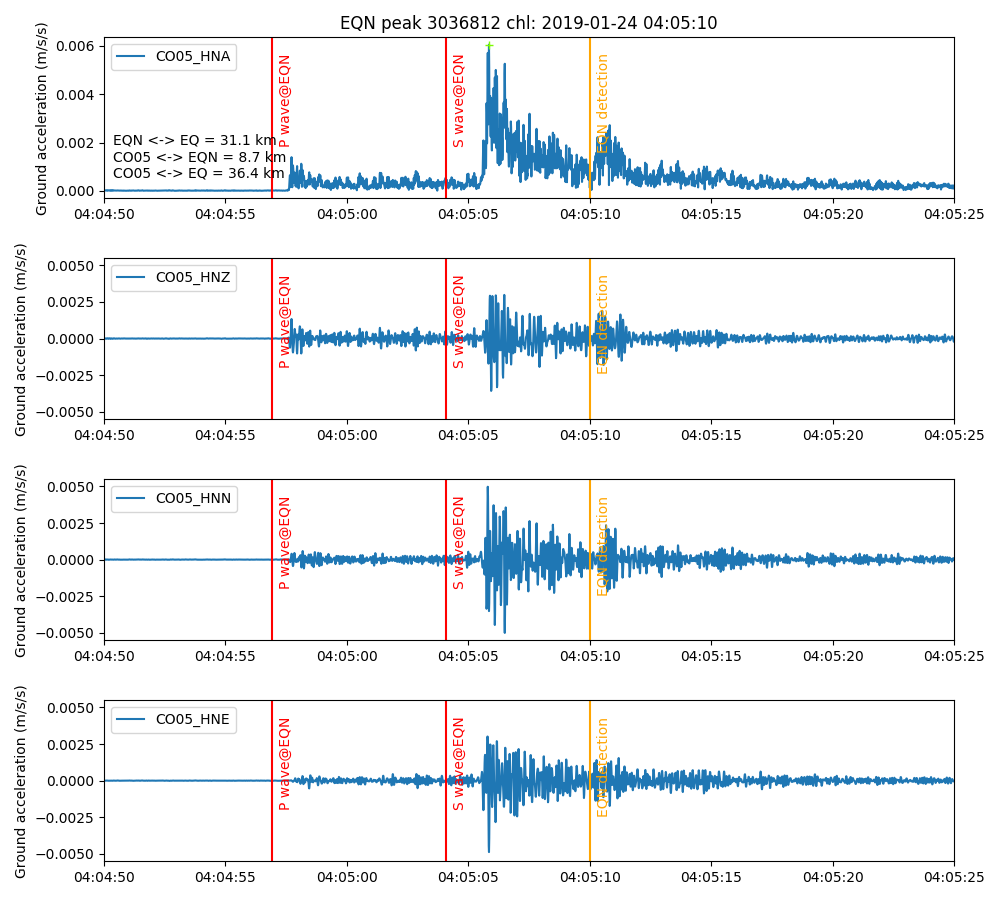 EQN peak 3036812 chl: 2019-01-24 04:05:10
Ground acceleration (m/s/s)
0.006
0.004
0.002
0.000
CO05_HNA
EQN <-> EQ = 31.1 km
CO05 <-> EQN = 8.7 km
CO05 <-> EQ = 36.4 km
P wave@EQN
S wave@EQN
EQN detection
04:04:50 04:04:55 04:05:00 04:05:05 04:05:10 04:05:15 04:05:20 04:05:25
Ground acceleration (m/s/s)
0.0050
0.0025
0.0000
−0.0025
−0.0050
CO05_HNZ
P wave@EQN
S wave@EQN
EQN detection
04:04:50 04:04:55 04:05:00 04:05:05 04:05:10 04:05:15 04:05:20 04:05:25
Ground acceleration (m/s/s)
0.0050
0.0025
0.0000
−0.0025
−0.0050
CO05_HNN
P wave@EQN
S wave@EQN
EQN detection
04:04:50 04:04:55 04:05:00 04:05:05 04:05:10 04:05:15 04:05:20 04:05:25
Ground acceleration (m/s/s)
0.0050
0.0025
0.0000
−0.0025
−0.0050
CO05_HNE
P wave@EQN
S wave@EQN
EQN detection
04:04:50 04:04:55 04:05:00 04:05:05 04:05:10 04:05:15 04:05:20 04:05:25